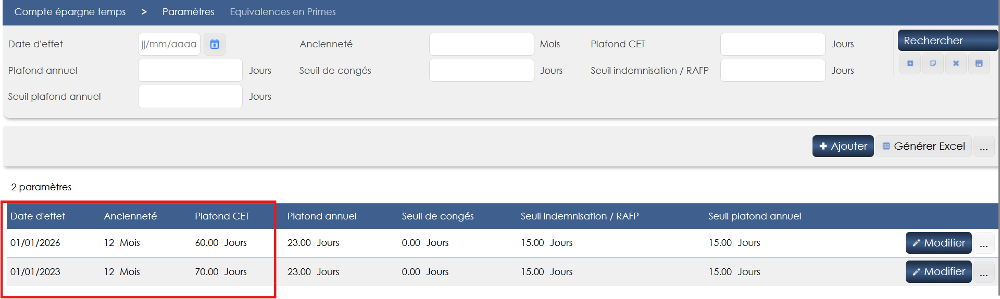 Compte épargne temps > Paramètres Equivalences en Primes
Date d'effet jj/mm/aaaa Ancienneté Mois Plafond CET Jours Rechercher
Plafond annuel Jours Seuil de congés Jours Seuil indemnisation / RAFP Jours
Seuil plafond annuel Jours
Ajouter Générer Excel ...
2 paramètres
Date d'effet Ancienneté Plafond CET Plafond annuel Seuil de congés Seuil indemnisation / RAFP Seuil plafond annuel
01/01/2026 12 Mois 60.00 Jours 23.00 Jours 0.00 Jours 15.00 Jours 15.00 Jours Modifier ...
01/01/2023 12 Mois 70.00 Jours 23.00 Jours 0.00 Jours 15.00 Jours 15.00 Jours Modifier ...